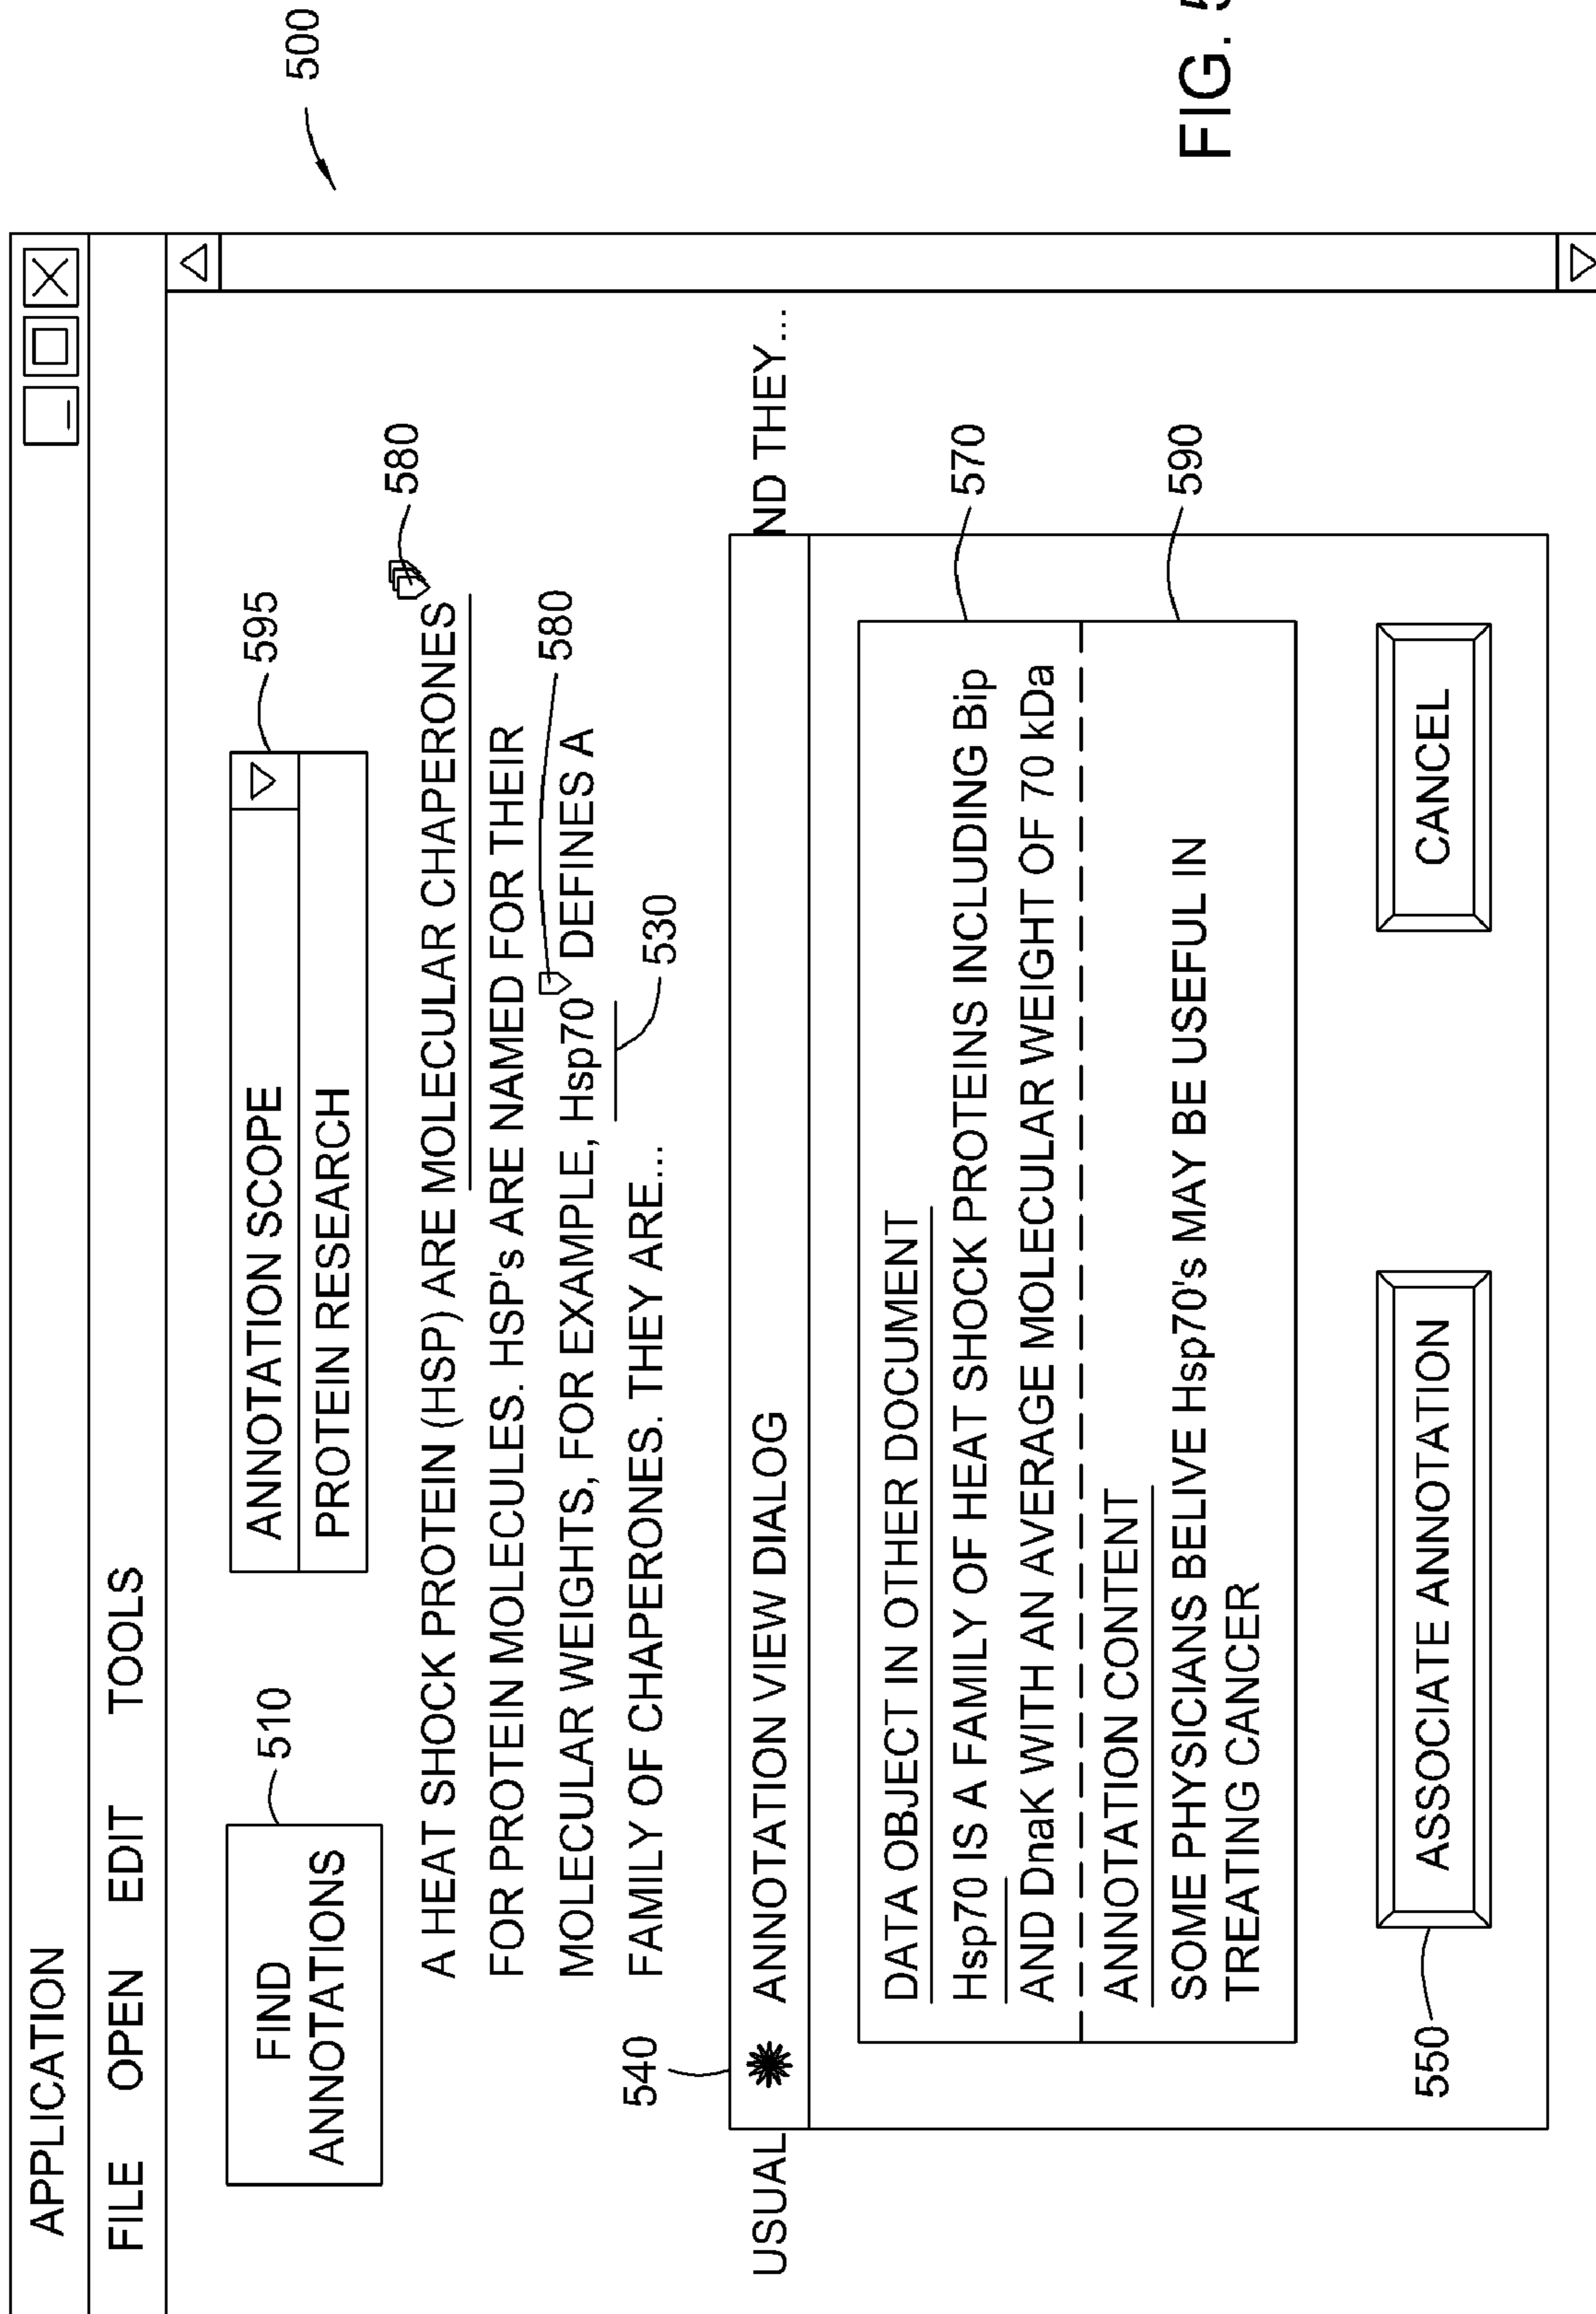 APPLICATION
FILE OPEN EDIT TOOLS
500
FIND
ANNOTATIONS
510
ANNOTATION SCOPE
PROTEIN RESEARCH
595
580
A HEAT SHOCK PROTEIN (HSP) ARE MOLECULAR CHAPERONES
FOR PROTEIN MOLECULES. HSP's ARE NAMED FOR THEIR
580
MOLECULAR WEIGHTS, FOR EXAMPLE, Hsp70 DEFINES A
FAMILY OF CHAPERONES. THEY ARE...
530
540
USUAL
ND THEY...
ANNOTATION VIEW DIALOG
DATA OBJECT IN OTHER DOCUMENT
Hsp70 IS A FAMILY OF HEAT SHOCK PROTEINS INCLUDING Bip
AND DnaK WITH AN AVERAGE MOLECULAR WEIGHT OF 70 kDa
570
ANNOTATION CONTENT
SOME PHYSICIANS BELIVE Hsp70's MAY BE USEFUL IN
TREATING CANCER
590
550
ASSOCIATE ANNOTATION
CANCEL
FIG. 5